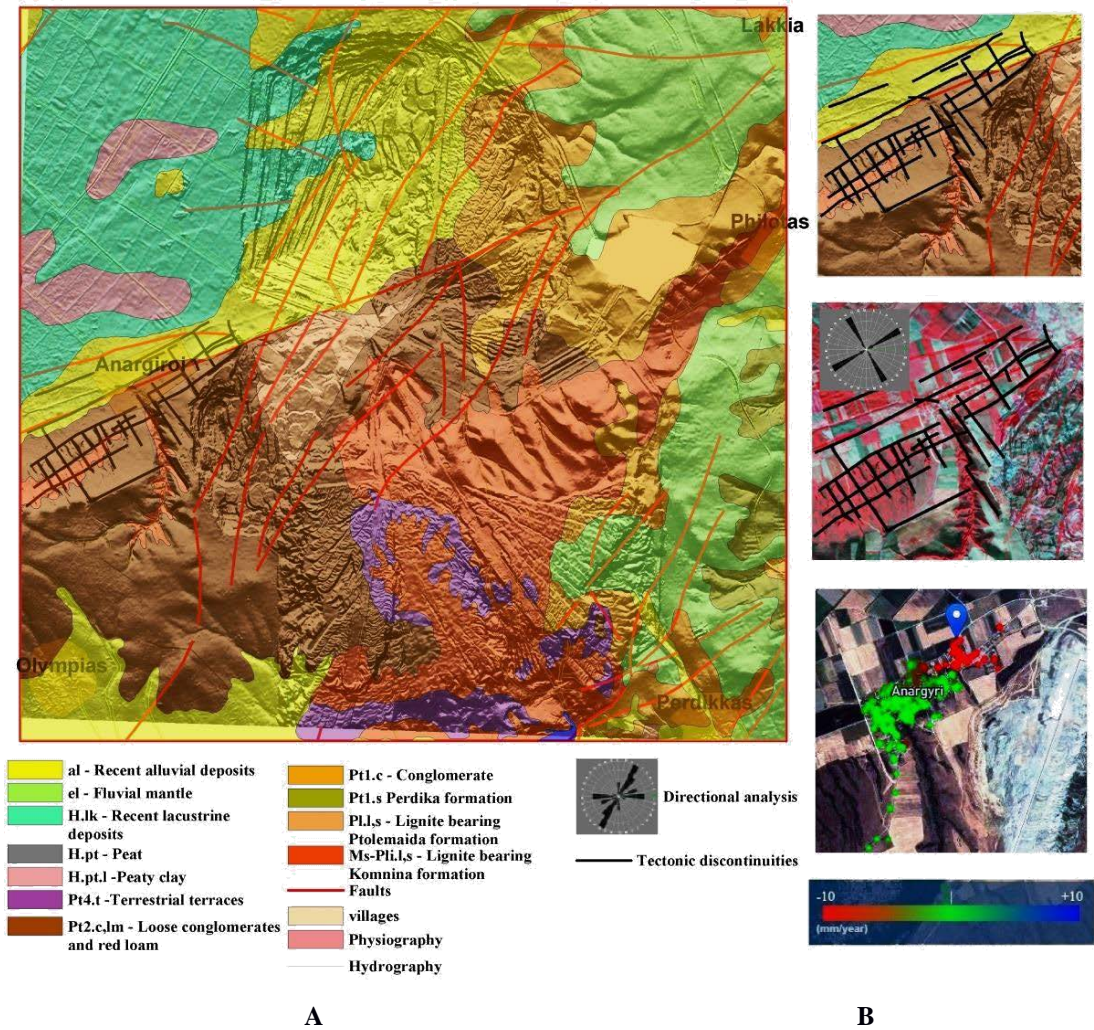 Lakkia
Philotas
Anargiroi
Olympias
Perdikkas
Anargyri
-10
+10
(mm/year)
al - Recent alluvial deposits
el - Fluvial mantle
H.lk - Recent lacustrine
deposits
H.pt - Peat
H.pt.l -Peaty clay
Pt4.t -Terrestrial terraces
Pt2.c,lm - Loose conglomerates
and red loam
Pt1.c - Conglomerate
Pt1.s Perdika formation
Pl.l,s - Lignite bearing
Ptolemaida formation
Ms-Pli.l,s - Lignite bearing
Komnina formation
Faults
villages
Physiography
Hydrography
Directional analysis
Tectonic discontinuities
A
B